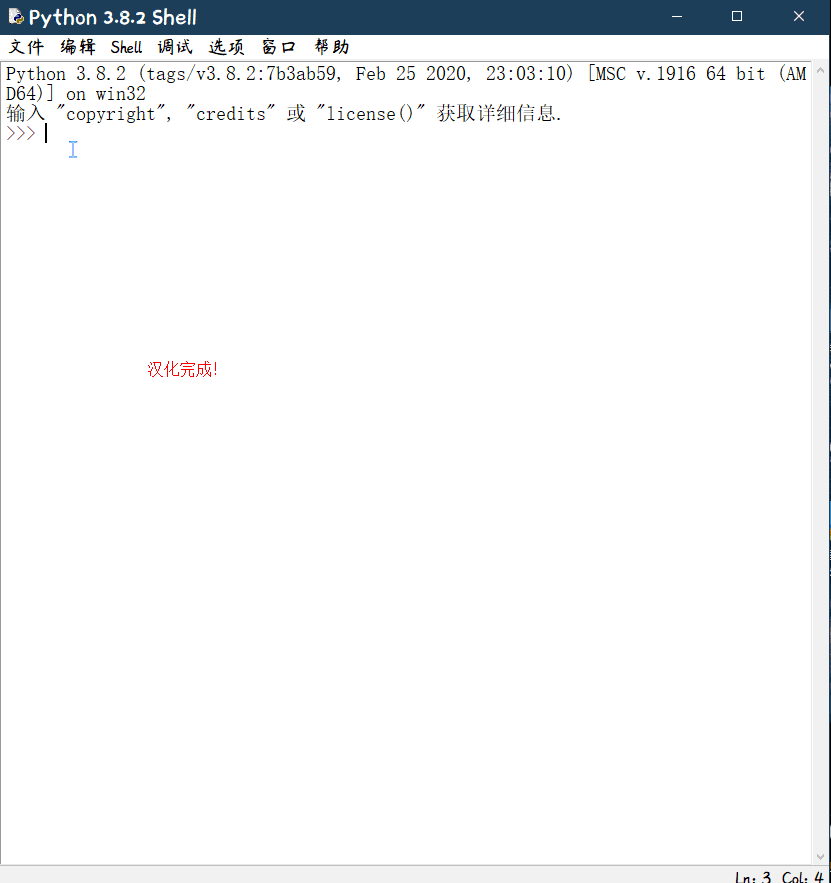 Python 3.8.2 Shell
文件 编辑 Shell 调试 选项 窗口 帮助
Python 3.8.2 (tags/v3.8.2:7b3ab59, Feb 25 2020, 23:03:10) [MSC v.1916 64 bit (AM
D64)] on win32
输入 "copyright", "credits" 或 "license()" 获取详细信息.
>>>
汉化完成!
Ln: 3 Col: 4